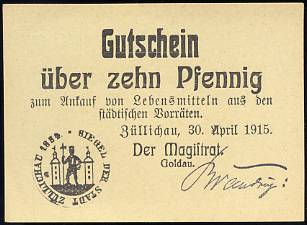 Gutschein
über zehn Pfennig
zum Ankauf von Lebensmitteln aus den
städtischen Vorräten.
Züllichau, 30. April 1915.
Der Magistrat.
Goldau.
SIEGEL DER STADT ZÜLLICHAU